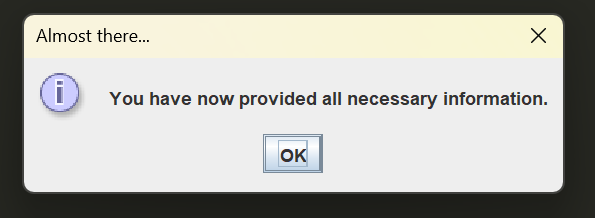 Almost there...
You have now provided all necessary information.
OK